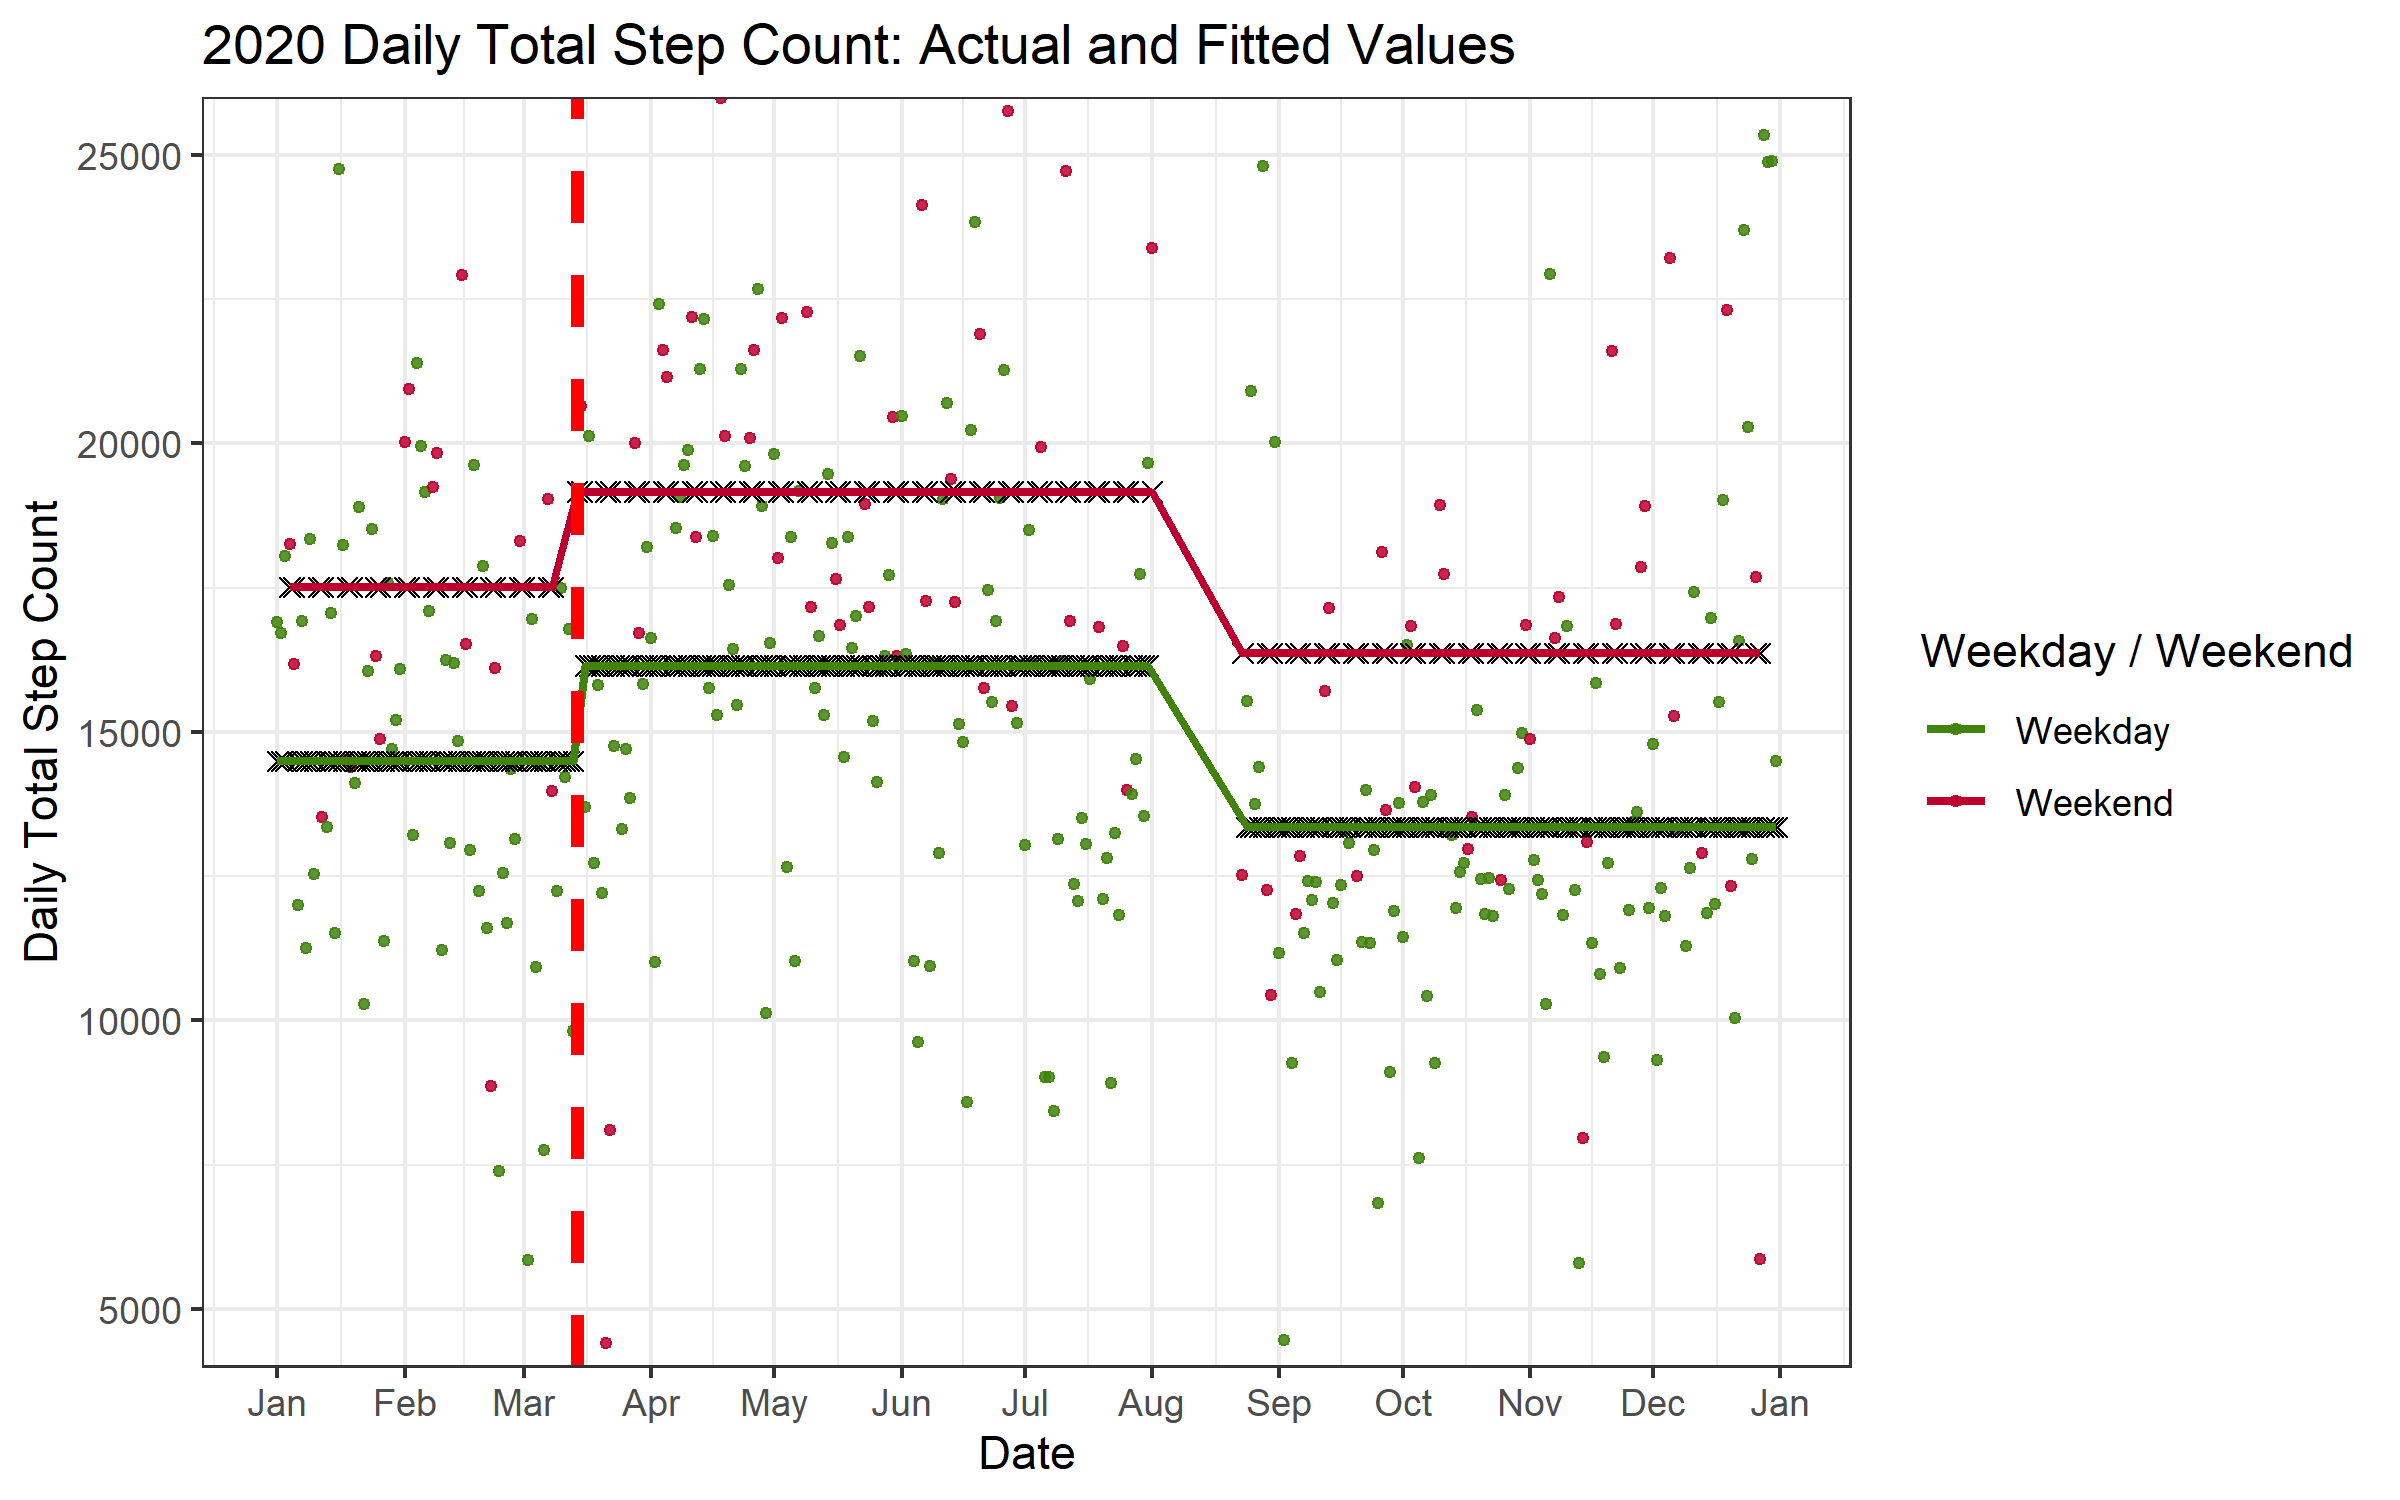 2020 Daily Total Step Count: Actual and Fitted Values
Daily Total Step Count
25000
20000
15000
10000
5000
Jan Feb Mar Apr May Jun Jul Aug Sep Oct Nov Dec Jan
Date
Weekday / Weekend
Weekday
Weekend